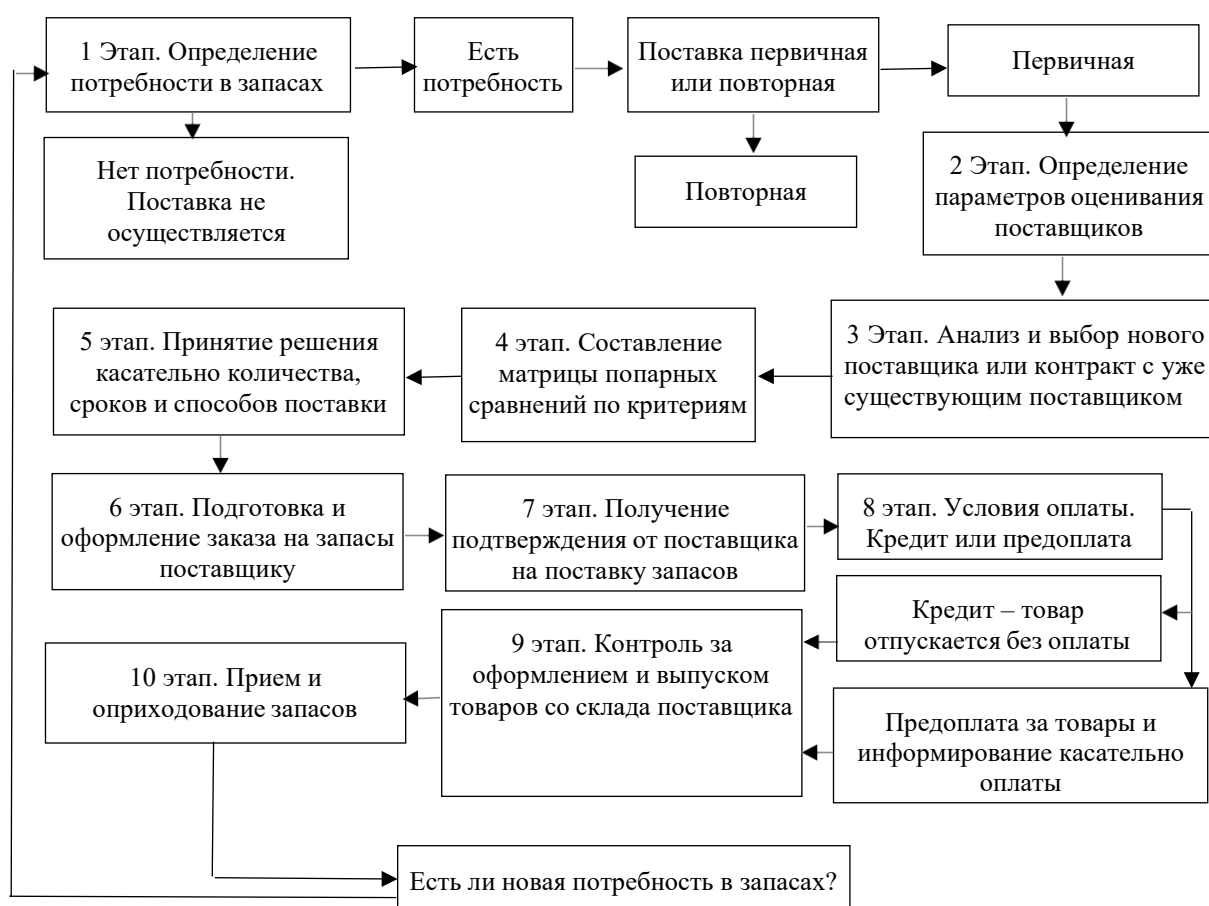 1 Этап. Определение
потребности в запасах
Есть
потребность
Поставка первичная
или повторная
Первичная
Нет потребности.
Поставка не
осуществляется
Повторная
2 Этап. Определение
параметров оценивания
поставщиков
5 этап. Принятие решения
касательно количества,
сроков и способов поставки
4 этап. Составление
матрицы попарных
сравнений по критериям
3 Этап. Анализ и выбор нового
поставщика или контракт с уже
существующим поставщиком
6 этап. Подготовка и
оформление заказа на запасы
поставщику
7 этап. Получение
подтверждения от поставщика
на поставку запасов
8 этап. Условия оплаты.
Кредит или предоплата
Кредит – товар
отпускается без оплаты
10 этап. Прием и
оприходование запасов
9 этап. Контроль за
оформлением и выпуском
товаров со склада поставщика
Предоплата за товары и
информирование касательно
оплаты
Есть ли новая потребность в запасах?